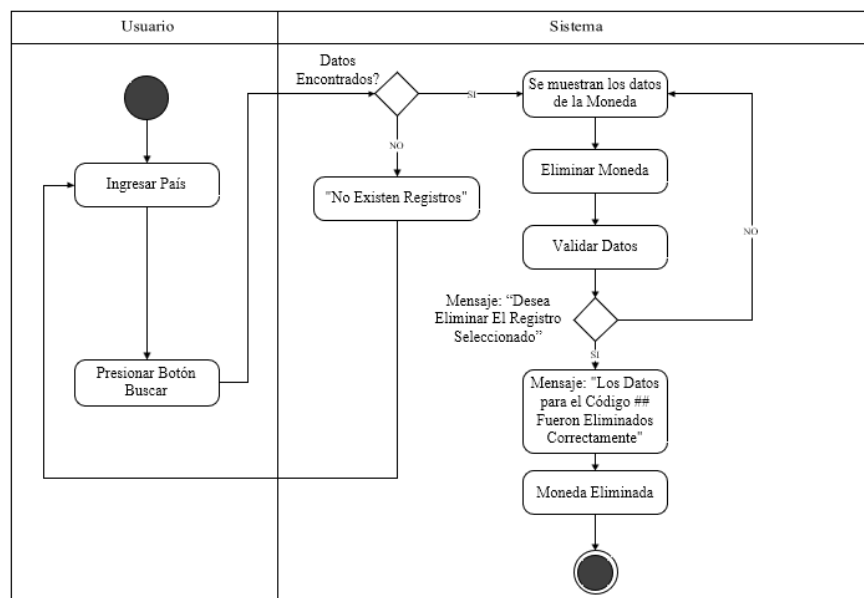 Usuario
Sistema
Datos
Encontrados?
SI
Se muestran los datos
de la Moneda
NO
Ingresar País
"No Existen Registros"
Eliminar Moneda
NO
Validar Datos
Mensaje: “Desea
Eliminar El Registro
Seleccionado”
SI
Presionar Botón
Buscar
Mensaje: "Los Datos
para el Código ##
Fueron Eliminados
Correctamente"
Moneda Eliminada